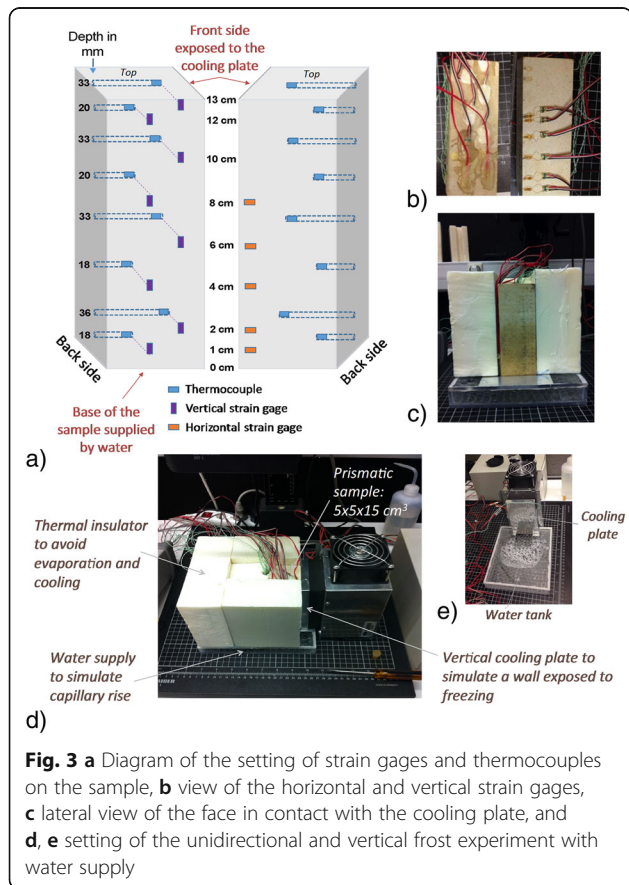 Depth in
mm
Front side
exposed to the
cooling plate
Top
Top
33
20
33
20
33
18
36
18
13 cm
12 cm
10 cm
8 cm
6 cm
4 cm
2 cm
1 cm
0 cm
Back side
Back side
Base of the
sample supplied
by water
Thermocouple
Vertical strain gage
Horizontal strain gage
a)
b)
c)
Prismatic
sample:
5x5x15 cm³
Thermal insulator
to avoid
evaporation and
cooling
Water supply
to simulate
capillary rise
Vertical cooling plate to
simulate a wall exposed to
freezing
d)
Cooling
plate
e)
Water tank
Fig. 3 a Diagram of the setting of strain gages and thermocouples
on the sample, b view of the horizontal and vertical strain gages,
c lateral view of the face in contact with the cooling plate, and
d, e setting of the unidirectional and vertical frost experiment with
water supply